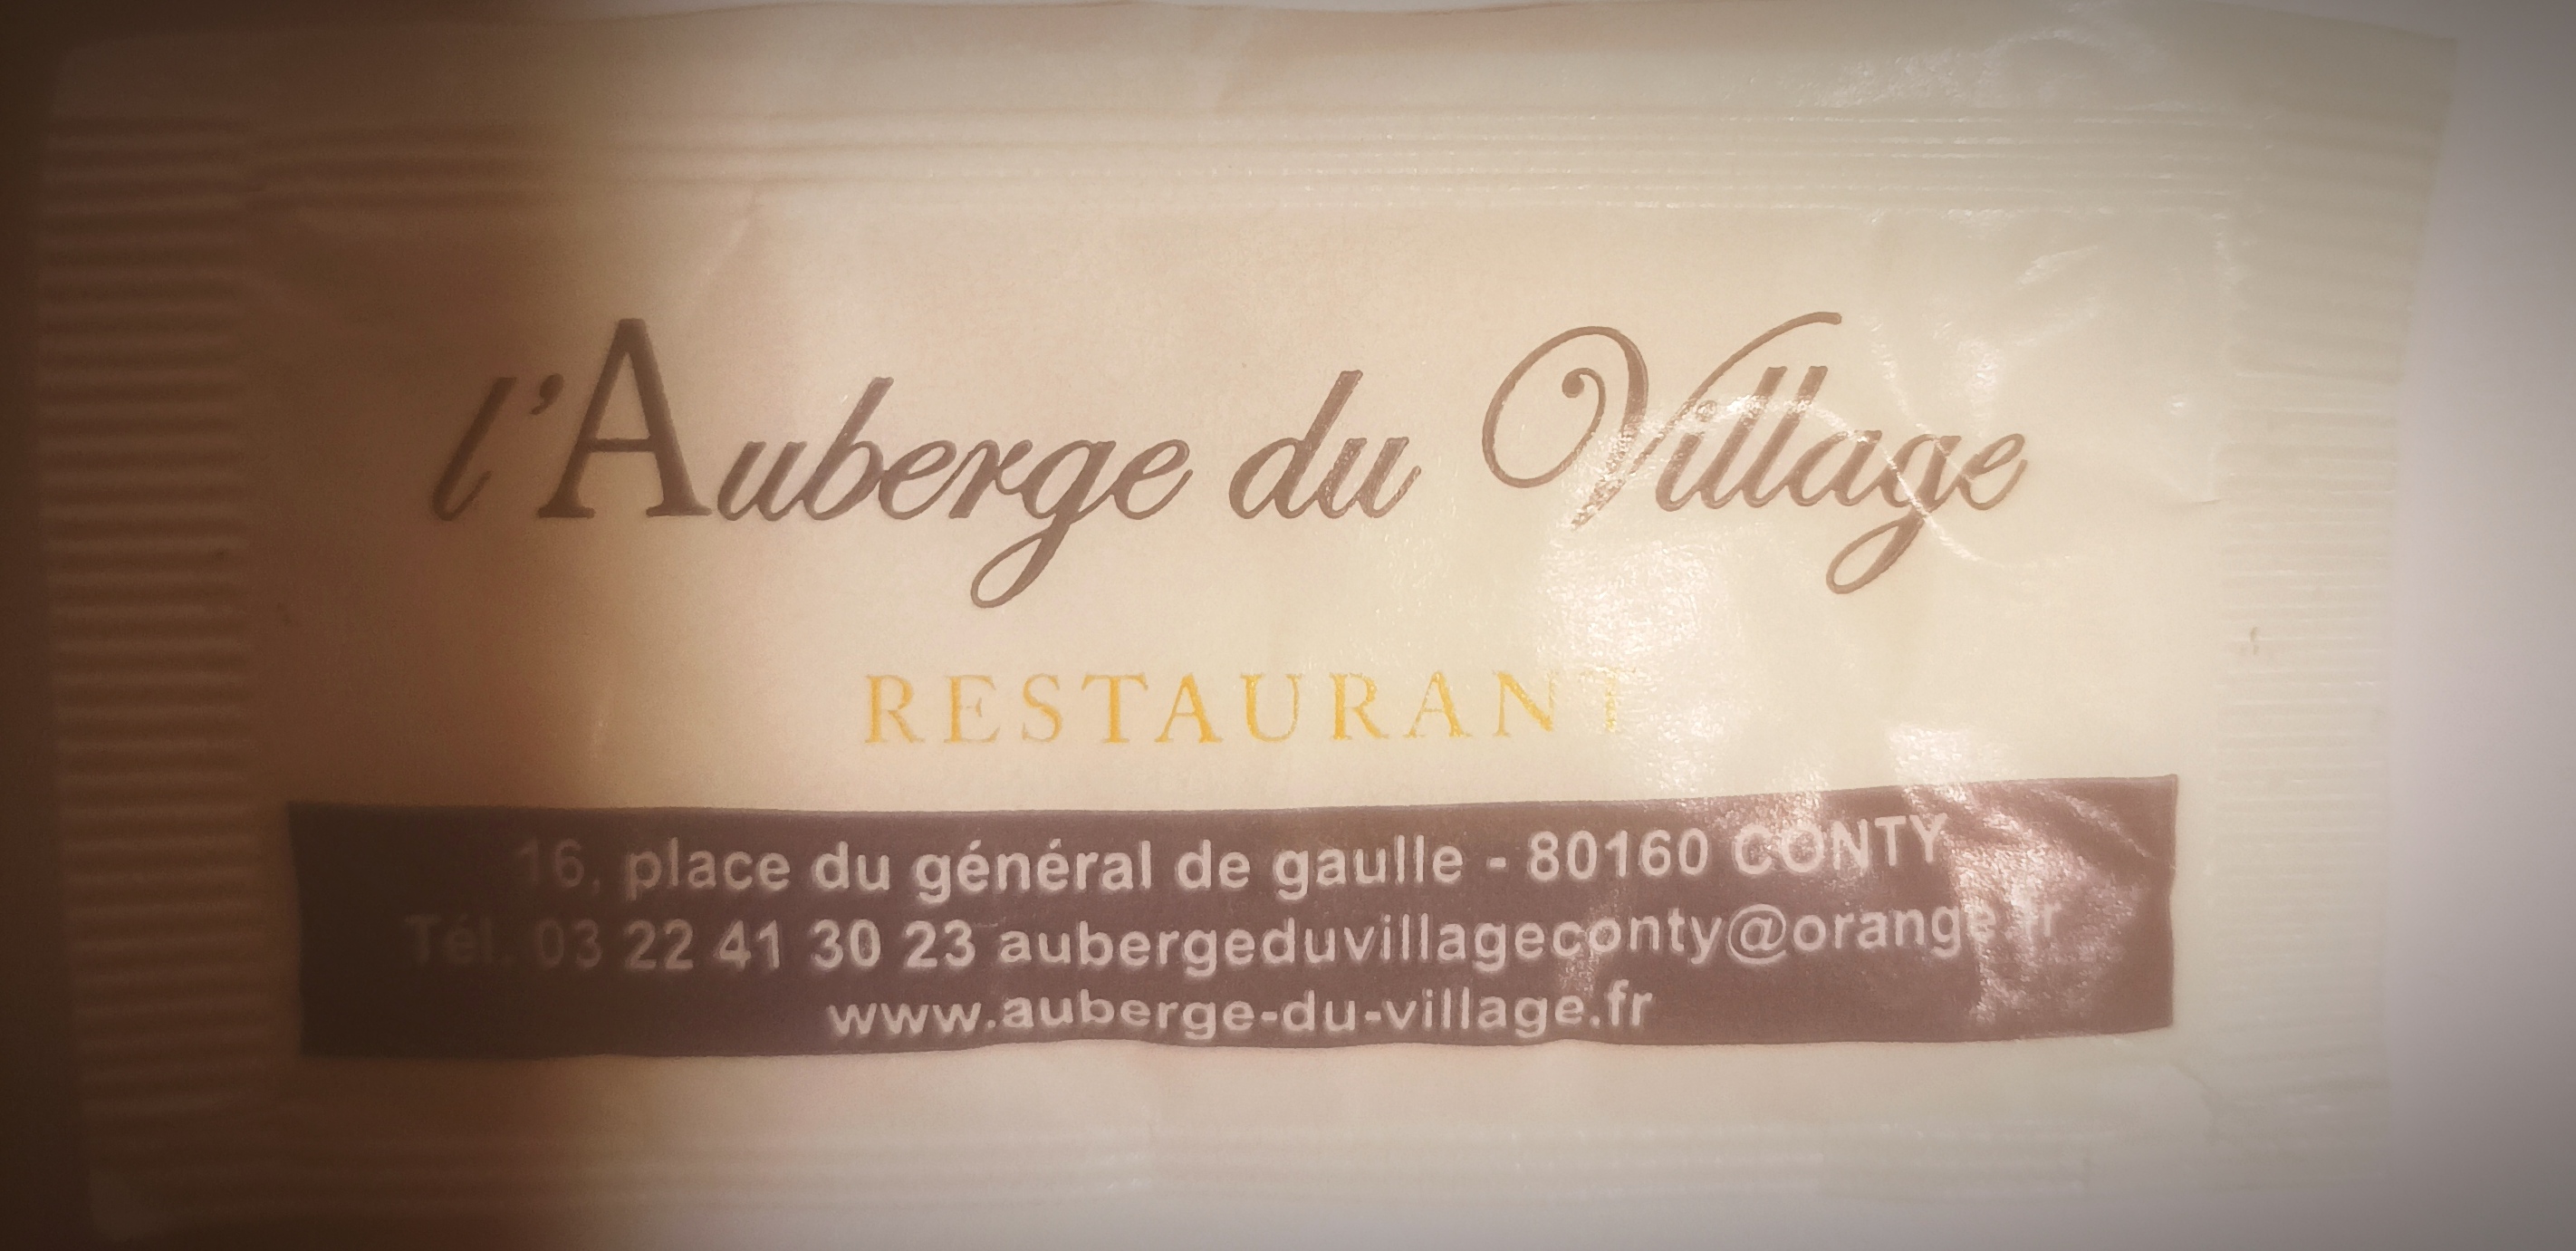 l'Auberge du Village
RESTAURANT
16, place du général de gaulle - 80160 CONTY
Tél. 03 22 41 30 23 aubergeduvillageconty@orange.fr
www.auberge-du-village.fr